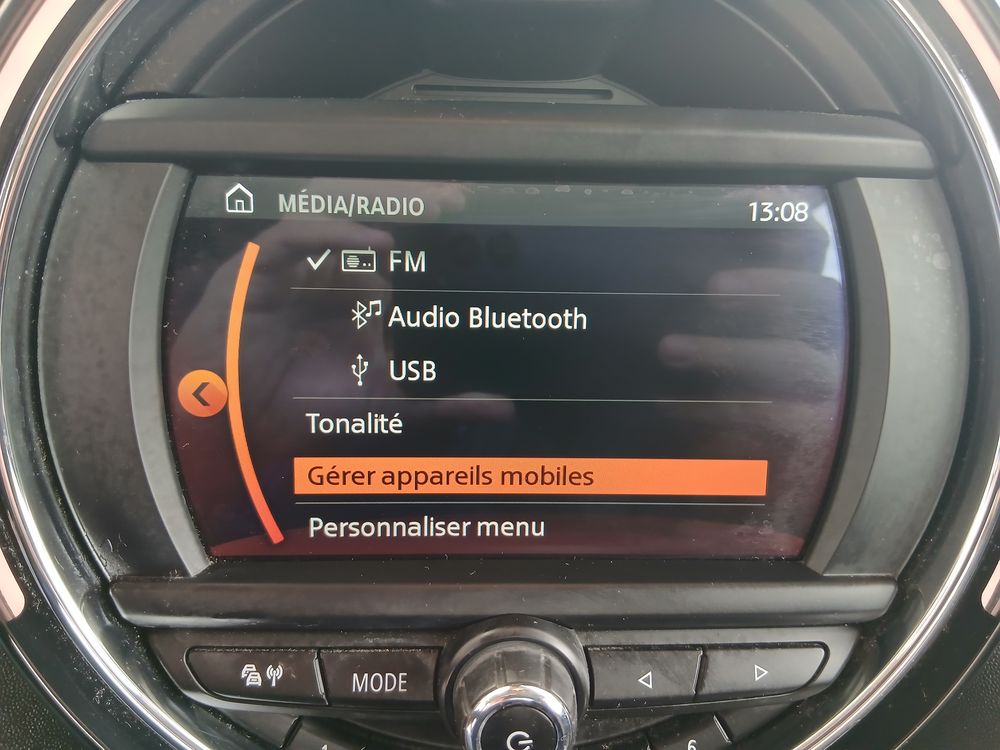 MÉDIA/RADIO 13:08
FM
Audio Bluetooth
USB
Tonalité
Gérer appareils mobiles
Personnaliser menu
MODE